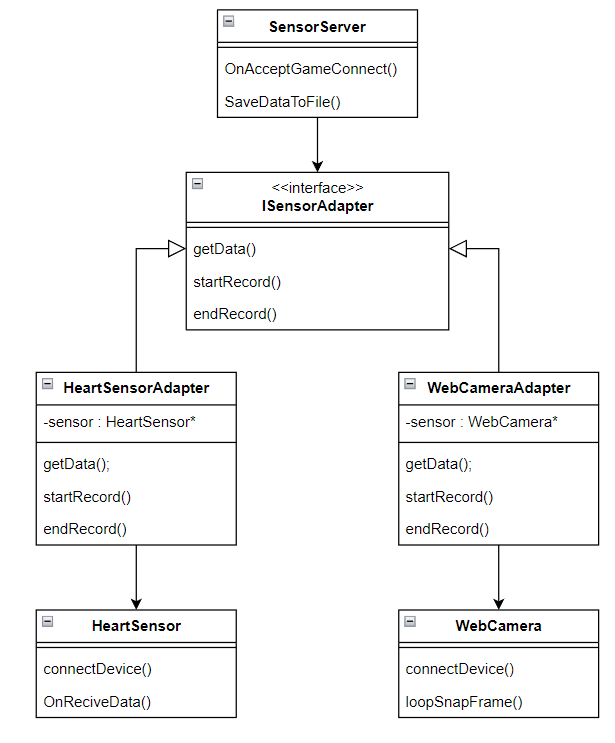 SensorServer
OnAcceptGameConnect()
SaveDataToFile()
<<interface>>
ISensorAdapter
getData()
startRecord()
endRecord()
HeartSensorAdapter
-sensor : HeartSensor*
getData();
startRecord()
endRecord()
WebCameraAdapter
-sensor : WebCamera*
getData();
startRecord()
endRecord()
HeartSensor
connectDevice()
OnReciveData()
WebCamera
connectDevice()
loopSnapFrame()